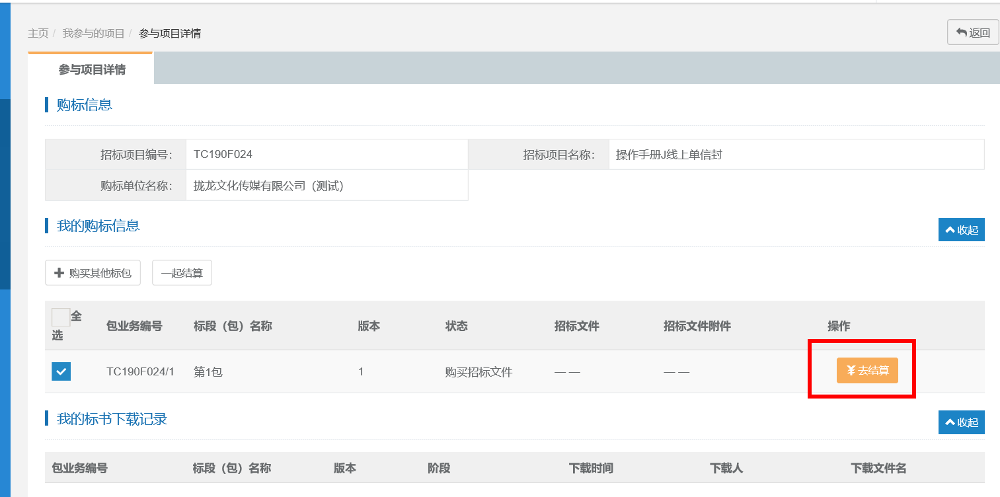 主页 / 我参与的项目 / 参与项目详情
返回
参与项目详情
购标信息
招标项目编号： TC190F024 招标项目名称： 操作手册J线上单信封
购标单位名称： 拢龙文化传媒有限公司（测试）
我的购标信息
收起
购买其他标包 一起结算
全选 包业务编号 标段（包）名称 版本 状态 招标文件 招标文件附件 操作
TC190F024/1 第1包 1 购买招标文件 — — — — ¥ 去结算
我的标书下载记录
收起
包业务编号 标段（包）名称 版本 阶段 下载时间 下载人 下载文件名